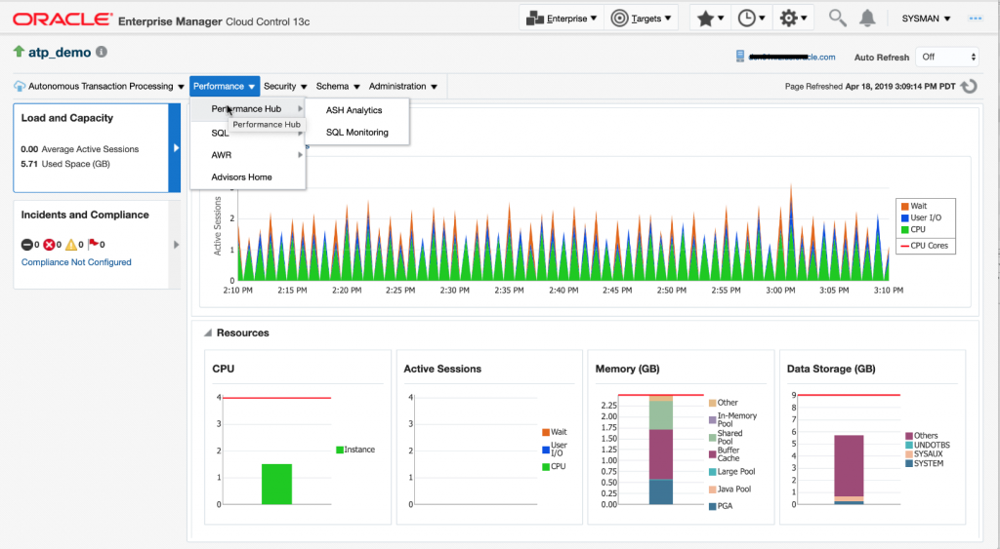 ORACLE Enterprise Manager Cloud Control 13c
Enterprise
Targets
SYSMAN
atp_demo
cle.com
Auto Refresh
Off
Autonomous Transaction Processing
Performance
Security
Schema
Administration
Page Refreshed Apr 18, 2019 3:09:14 PM PDT
Performance Hub
SQL
AWR
Advisors Home
Performance Hub
ASH Analytics
SQL Monitoring
Load and Capacity
0.00 Average Active Sessions
5.71 Used Space (GB)
Incidents and Compliance
0 0 0 0
Compliance Not Configured
Active Sessions
2
1
0
2:10 PM 2:15 PM 2:20 PM 2:25 PM 2:30 PM 2:35 PM 2:40 PM 2:45 PM 2:50 PM 2:55 PM 3:00 PM 3:05 PM 3:10 PM
Wait
User I/O
CPU
CPU Cores
Resources
CPU
4
3
2
1
0
Instance
Active Sessions
4
3
2
1
0
Wait
User
I/O
CPU
Memory (GB)
2.25
2.00
1.75
1.50
1.25
1.00
0.75
0.50
0.25
0.00
Other
In-Memory
Pool
Shared
Pool
Buffer
Cache
Large Pool
Java Pool
PGA
Data Storage (GB)
9
8
7
6
5
4
3
2
1
0
Others
UNDOTBS
SYSAUX
SYSTEM